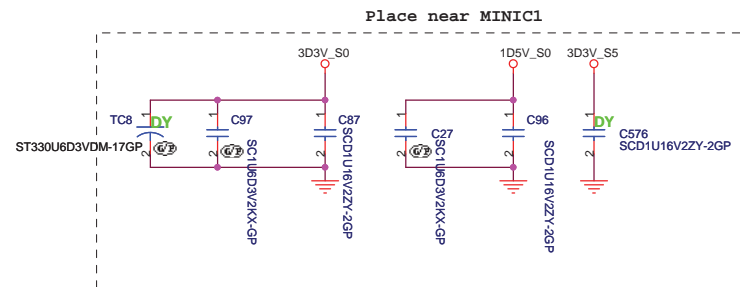 Place near MINIC1
3D3V_S0
1D5V_S0
3D3V_S5
1
TC8
DY
2
ST330U6D3VDM-17GP
G/P
1
C97
2
G/P
SC1U6D3V2KX-GP
1
C87
2
SCD1U16V2ZY-2GP
1
C27
2
G/P
SC1U6D3V2KX-GP
1
C96
2
SCD1U16V2ZY-2GP
1
DY
C576
2
SCD1U16V2ZY-2GP